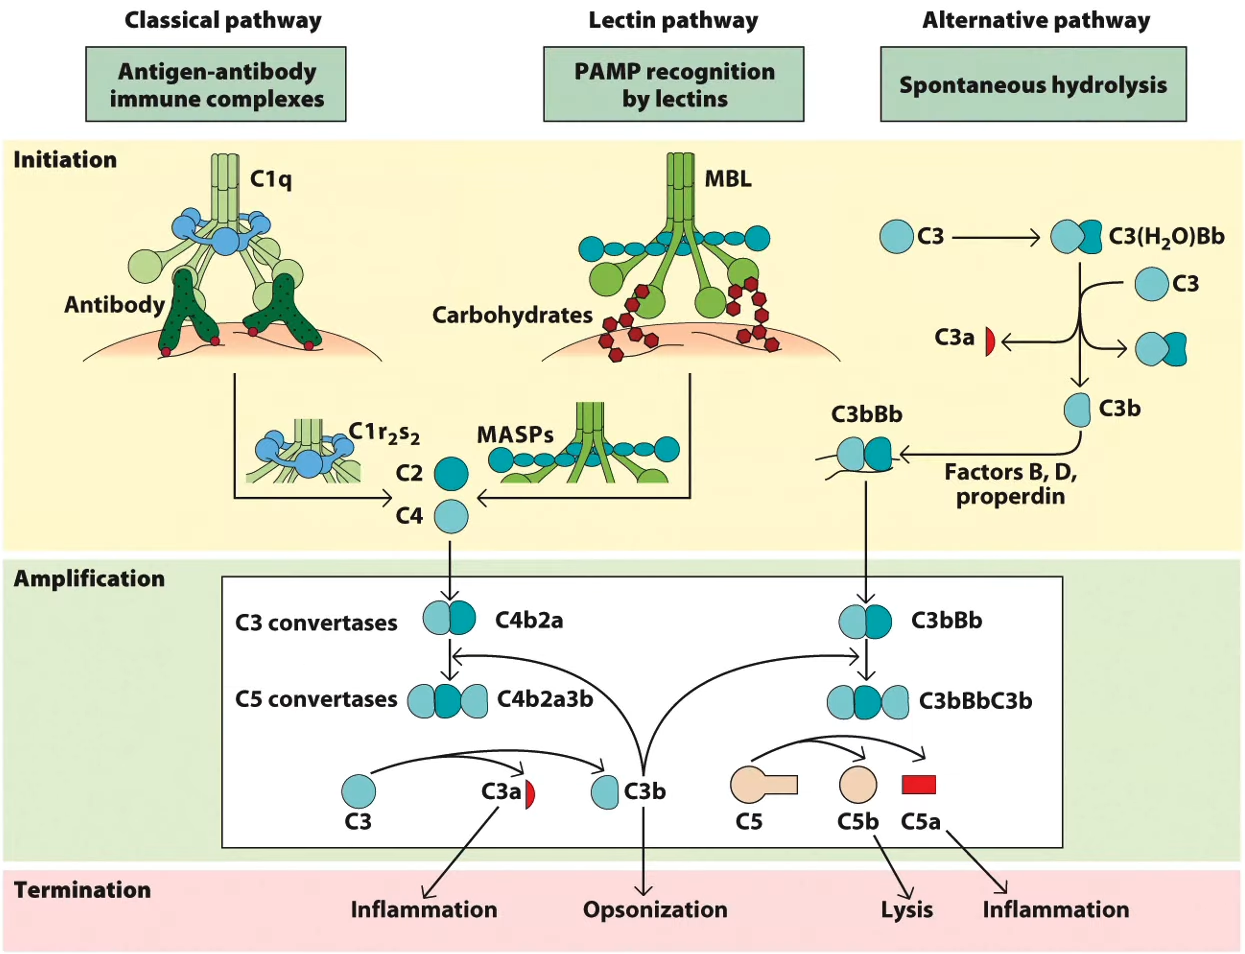 Classical pathway
Lectin pathway
Alternative pathway
Antigen-antibody
immune complexes
PAMP recognition
by lectins
Spontaneous hydrolysis
Initiation
C1q
MBL
C3
C3(H₂O)Bb
C3
Antibody
Carbohydrates
C3a
C3b
C3bBb
C1r₂s₂
MASPs
C2
Factors B, D,
properdin
C4
Amplification
C3 convertases
C4b2a
C3bBb
C5 convertases
C4b2a3b
C3bBbC3b
C3
C3a
C3b
C5
C5b
C5a
Termination
Inflammation
Opsonization
Lysis
Inflammation